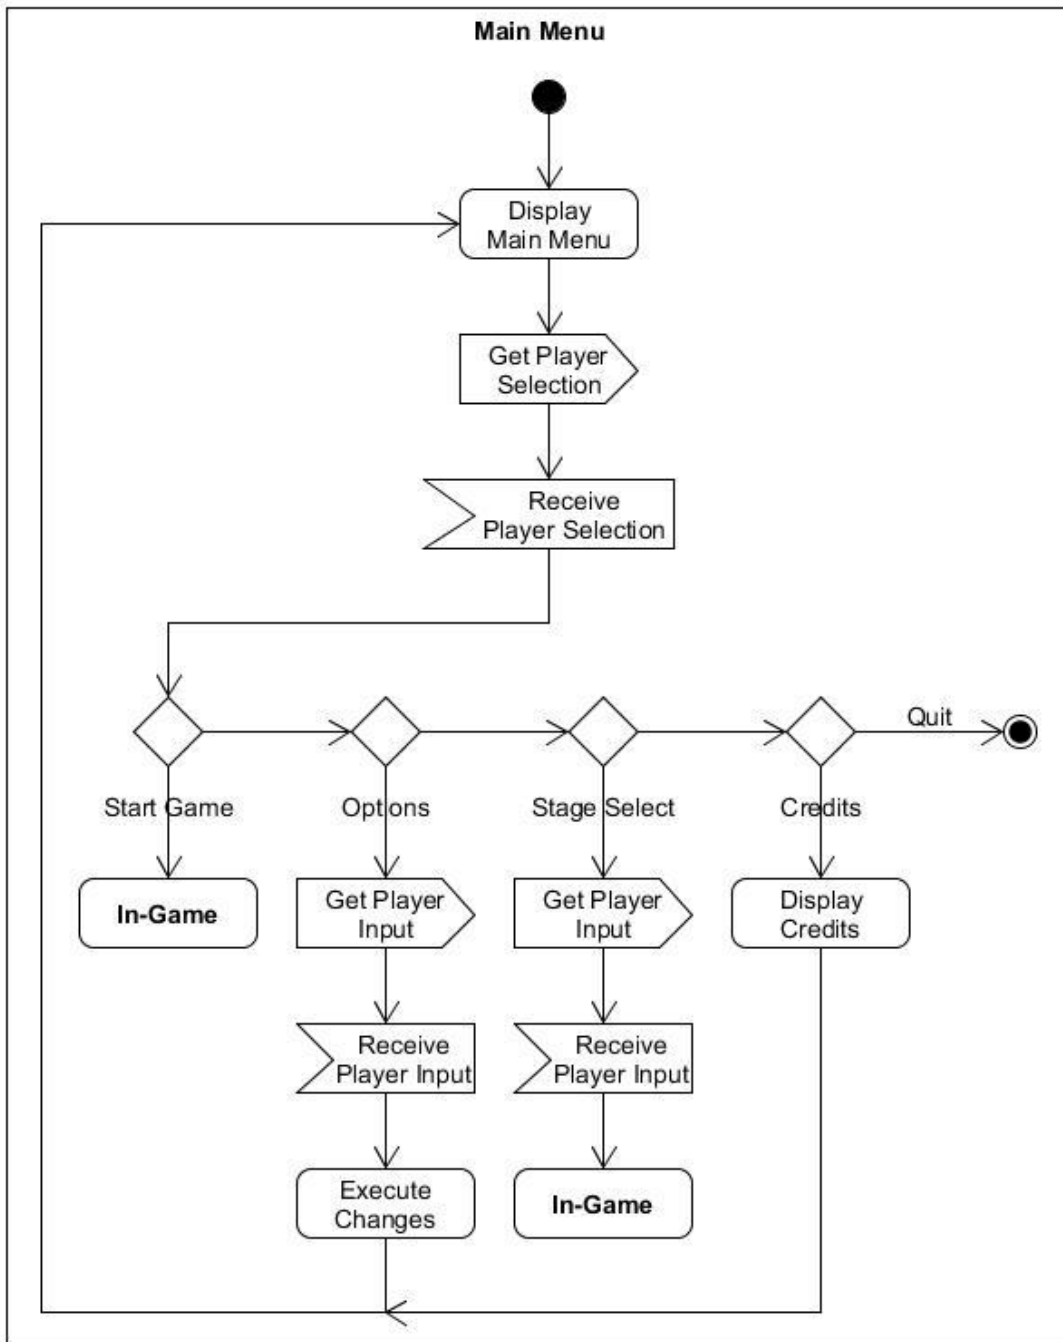 Main Menu
Display
Main Menu
Get Player
Selection
Receive
Player Selection
Quit
Start Game
Options
Stage Select
Credits
In-Game
Get Player
Input
Get Player
Input
Display
Credits
Receive
Player Input
Receive
Player Input
Execute
Changes
In-Game